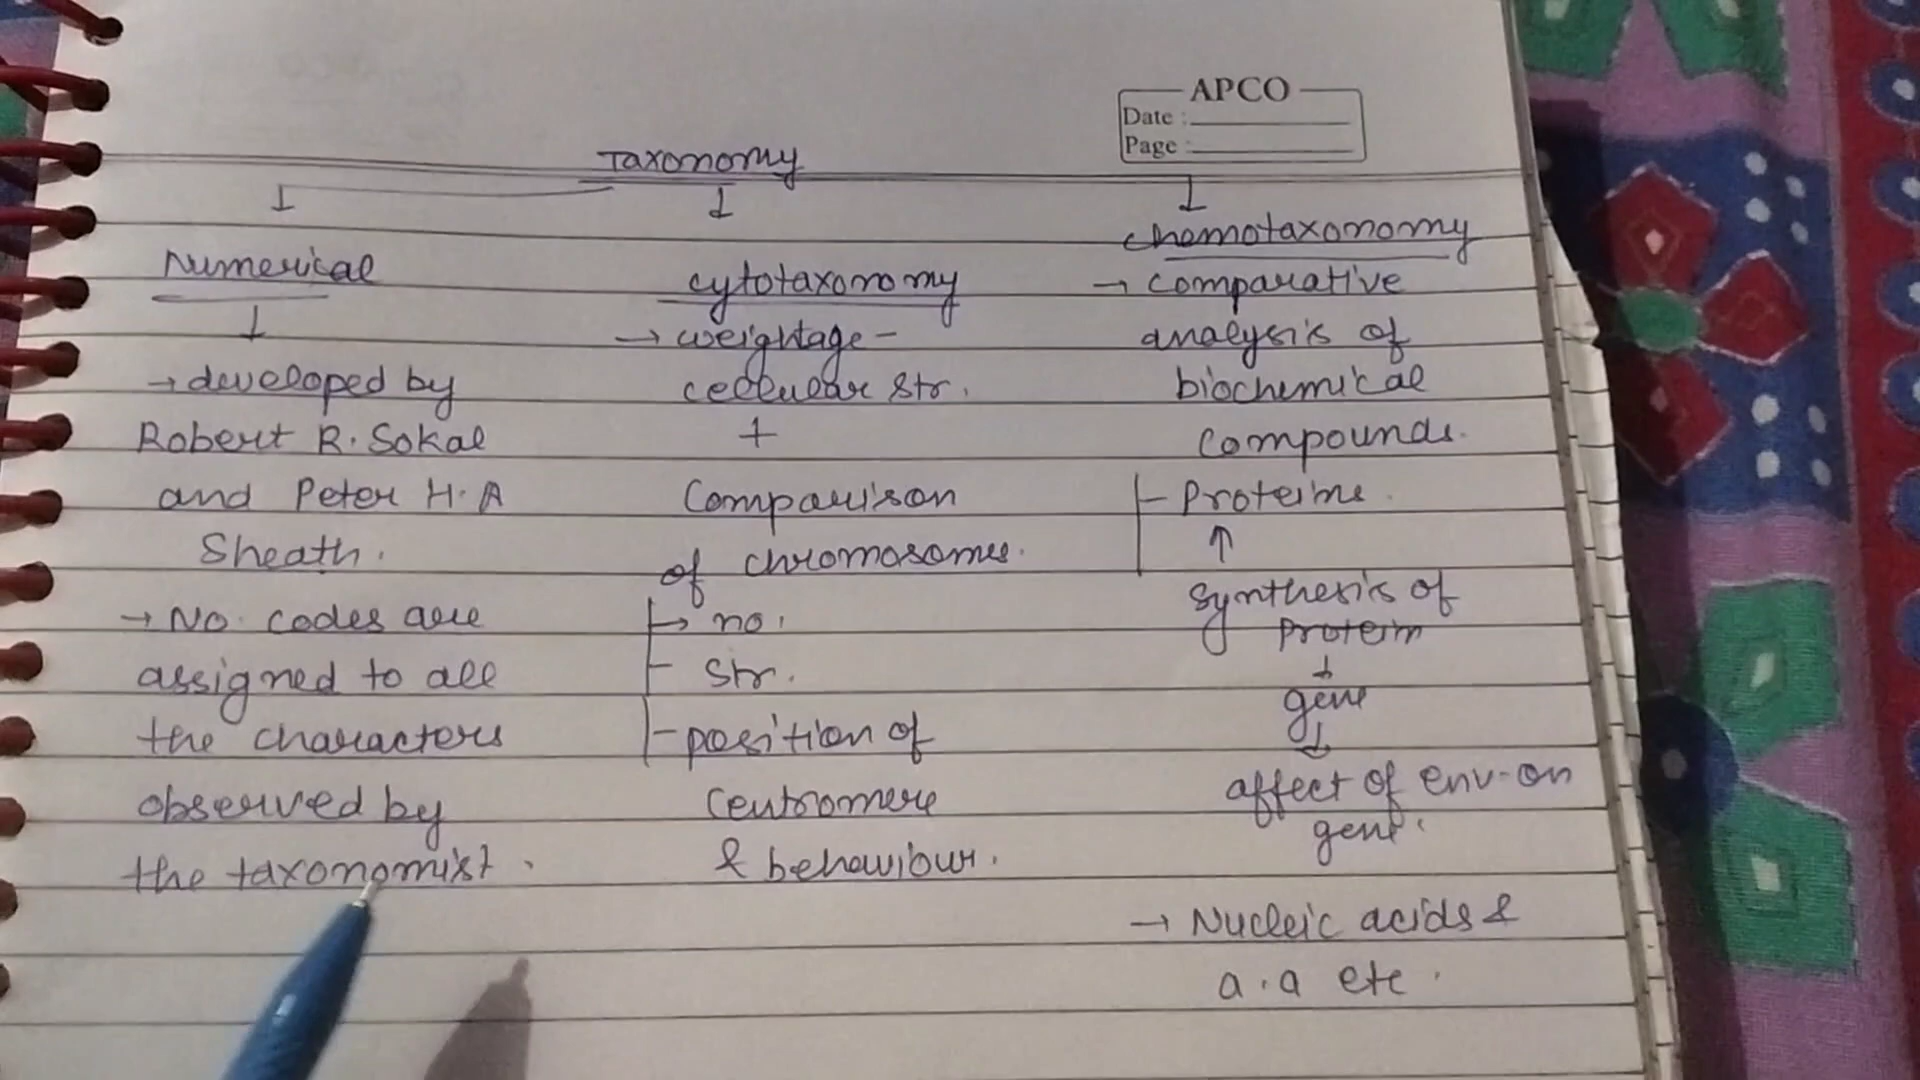 APCO
Date :
Page :
Taxonomy
Numerical
→ developed by
Robert R. Sokal
and Peter H.A
Sheath.
→ No. codes are
assigned to all
the characters
observed by
the taxonomist.
cytotaxonomy
→ weightage -
cellular str.
+
Comparison
of chromosomes.
→ no.
- Str.
- position of
Centromere
& behaviour.
Chemotaxonomy
→ Comparative
analysis of
biochemical
Compounds.
- Proteins.
↑
Synthesis of
Protein
↓
gene
↓
affect of env-on
gene.
→ Nucleic acids &
a.a etc.